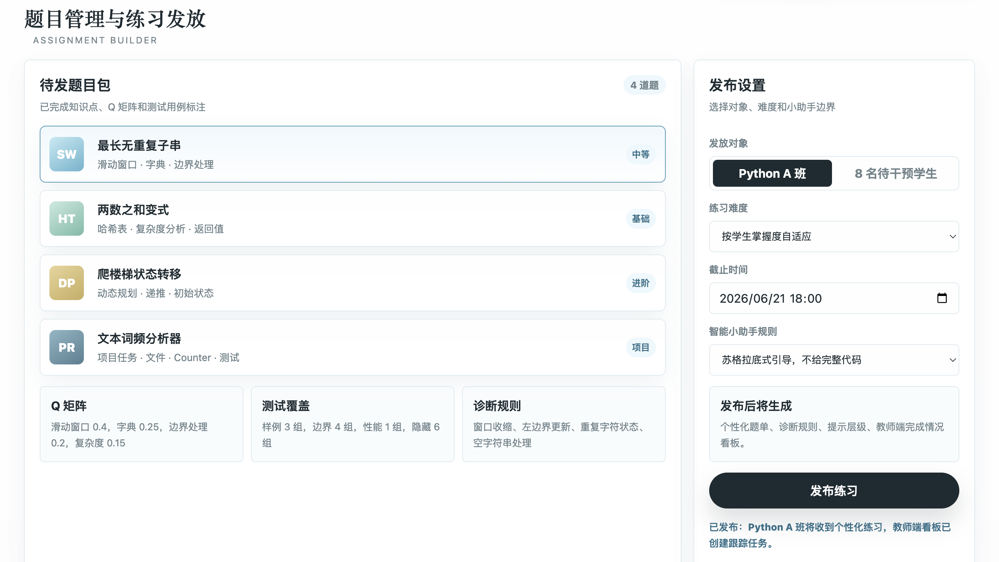 题目管理与练习发放
ASSIGNMENT BUILDER
待发题目包
4 道题
已完成知识点、Q 矩阵和测试用例标注
SW
最长无重复子串
滑动窗口 · 字典 · 边界处理
中等
HT
两数之和变式
哈希表 · 复杂度分析 · 返回值
基础
DP
爬楼梯状态转移
动态规划 · 递推 · 初始状态
进阶
PR
文本词频分析器
项目任务 · 文件 · Counter · 测试
项目
Q 矩阵
滑动窗口 0.4，字典 0.25，边界处理
0.2，复杂度 0.15
测试覆盖
样例 3 组，边界 4 组，性能 1 组，隐藏 6
组
诊断规则
窗口收缩、左边界更新、重复字符状态、
空字符串处理
发布设置
选择对象、难度和小助手边界
发放对象
Python A 班
8 名待干预学生
练习难度
按学生掌握度自适应
截止时间
2026/06/21 18:00
智能小助手规则
苏格拉底式引导，不给完整代码
发布后将生成
个性化题单、诊断规则、提示层级、教师端完成情况
看板。
发布练习
已发布：Python A 班将收到个性化练习，教师端看板已
创建跟踪任务。